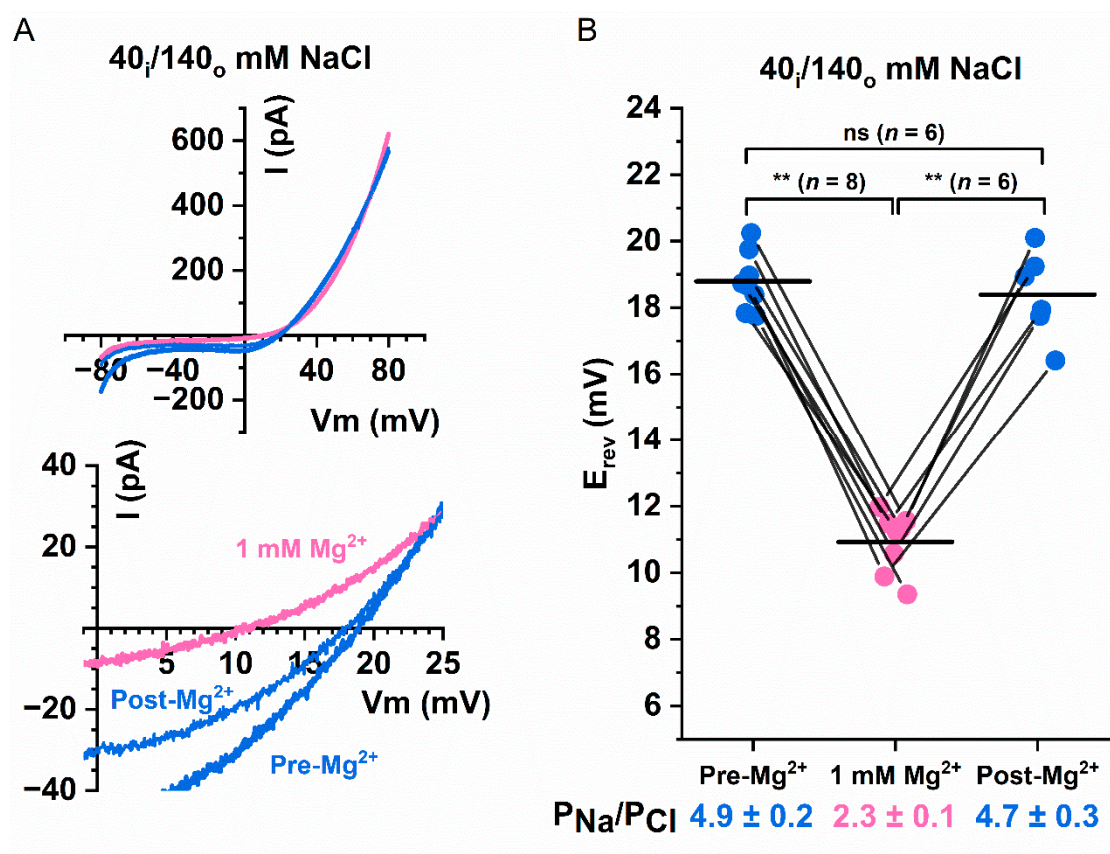 A
40i/140o mM NaCl
I (pA)
600
400
200
−80 −40 40 80
−200
Vm (mV)
I (pA)
40
20
1 mM Mg2+
5 10 15 20 25
Vm (mV)
Post-Mg2+
−20
Pre-Mg2+
−40
B
40i/140o mM NaCl
24
ns (n = 6)
22
** (n = 8) ** (n = 6)
20
18
16
14
Erev (mV)
12
10
8
6
Pre-Mg2+ 1 mM Mg2+ Post-Mg2+
PNa/PCl 4.9 ± 0.2 2.3 ± 0.1 4.7 ± 0.3